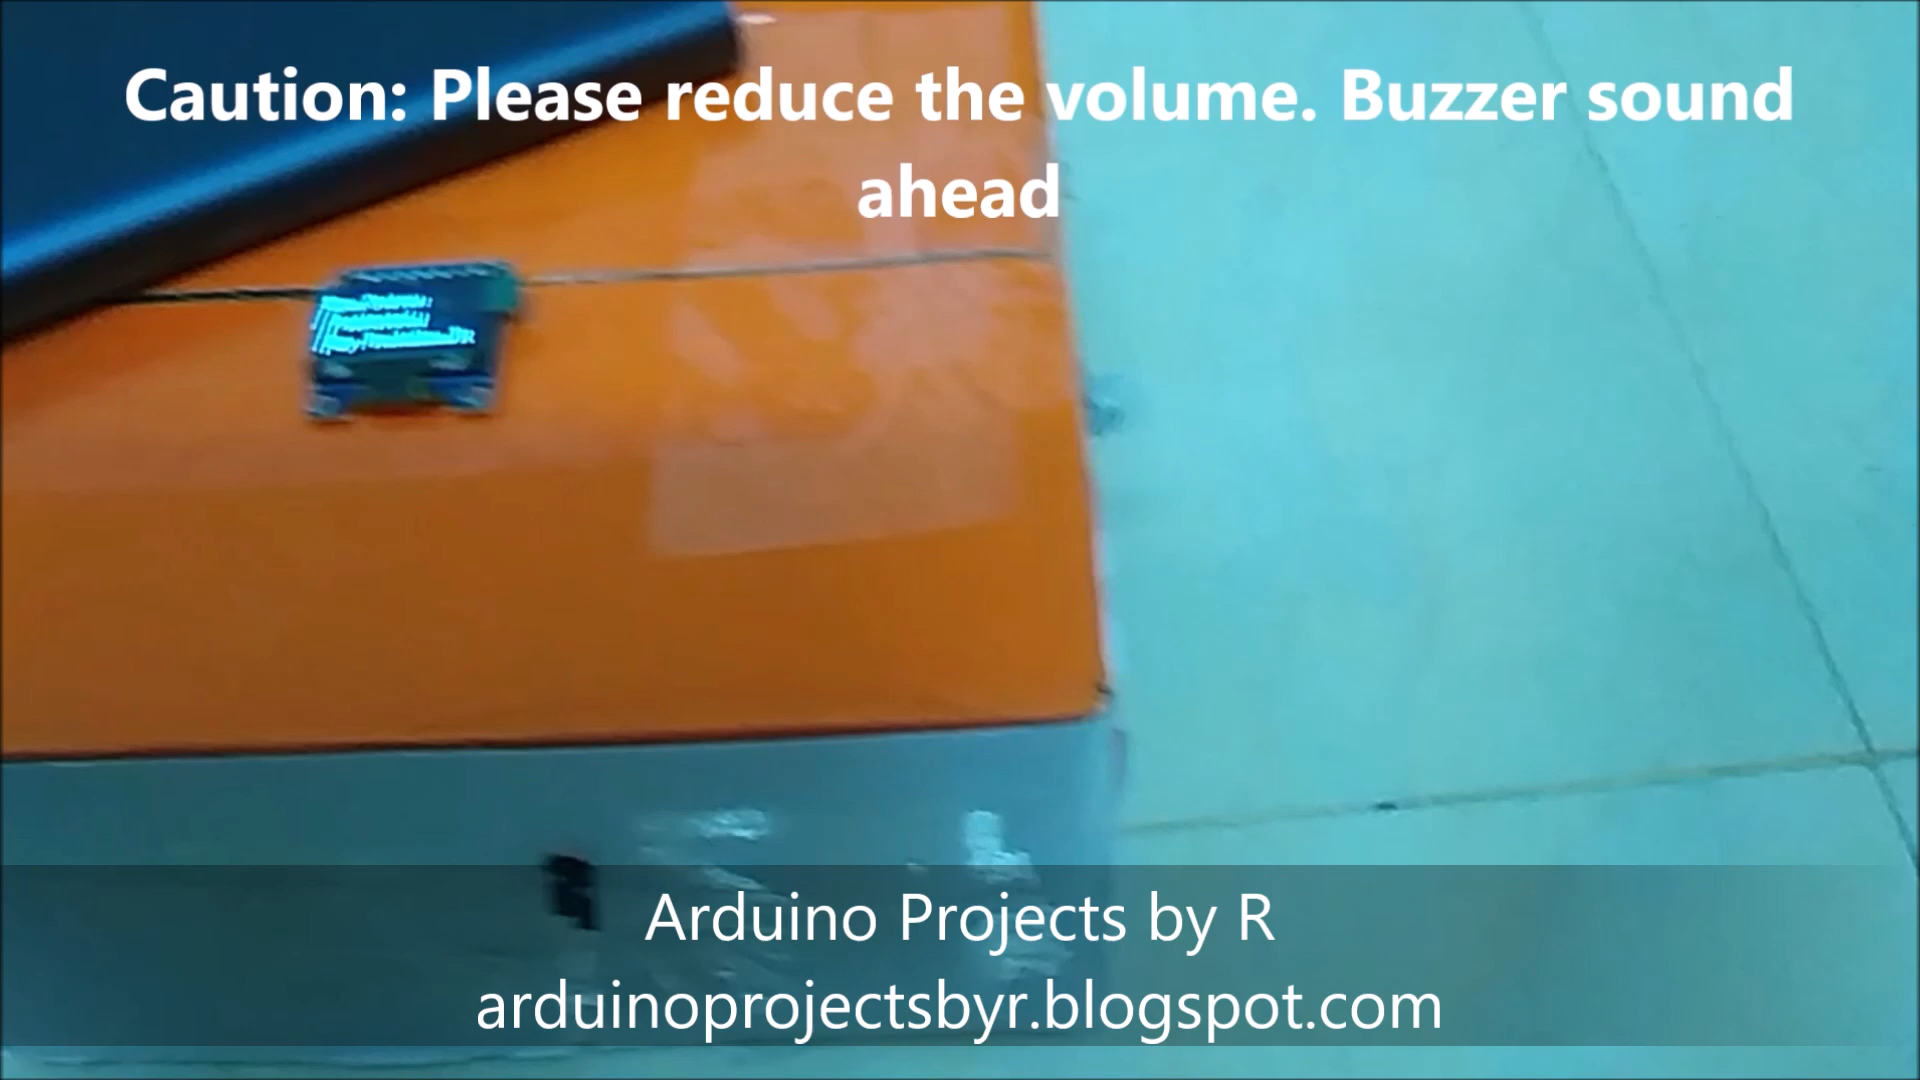 Caution: Please reduce the volume. Buzzer sound
ahead
Arduino Projects by R
arduinoprojectsbyr.blogspot.com